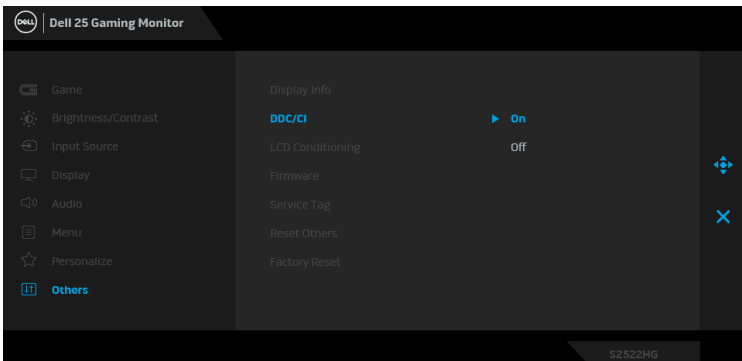 DELL Dell 25 Gaming Monitor
Game
Brightness/Contrast
Input Source
Display
Audio
Menu
Personalize
Others
Display Info
DDC/CI On
LCD Conditioning Off
Firmware
Service Tag
Reset Others
Factory Reset
S2522HG